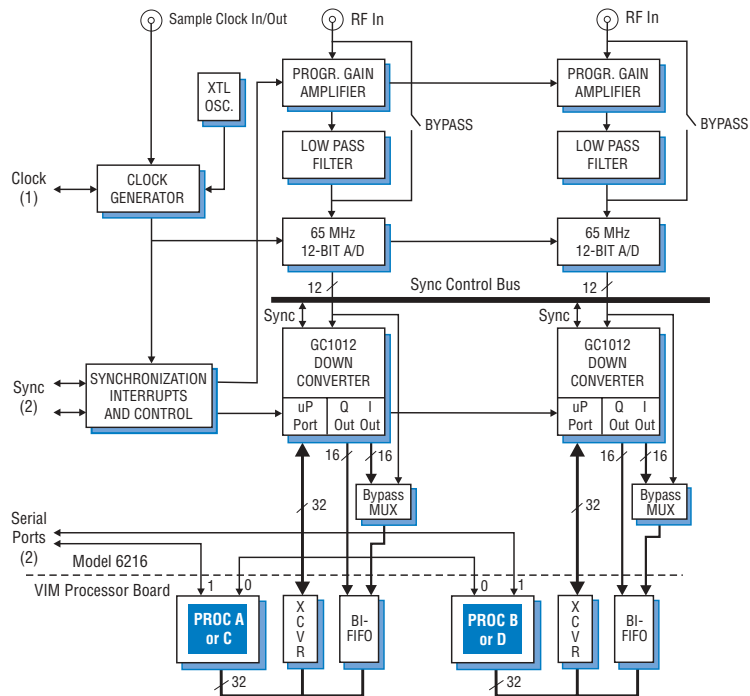 Sample Clock In/Out
RF In
RF In
XTL
OSC.
PROGR. GAIN
AMPLIFIER
PROGR. GAIN
AMPLIFIER
BYPASS
BYPASS
LOW PASS
FILTER
LOW PASS
FILTER
Clock
(1)
CLOCK
GENERATOR
65 MHz
12-BIT A/D
65 MHz
12-BIT A/D
12
Sync Control Bus
12
Sync
Sync
GC1012
DOWN
CONVERTER
GC1012
DOWN
CONVERTER
Sync
(2)
SYNCHRONIZATION
INTERRUPTS
AND CONTROL
uP
Port
Q
Out
I
Out
uP
Port
Q
Out
I
Out
16
16
16
16
32
Bypass
MUX
32
Bypass
MUX
Serial
Ports
(2)
Model 6216
VIM Processor Board
1
0
0
1
PROC A
or C
X
C
V
R
BI-
FIFO
PROC B
or D
X
C
V
R
BI-
FIFO
32
32